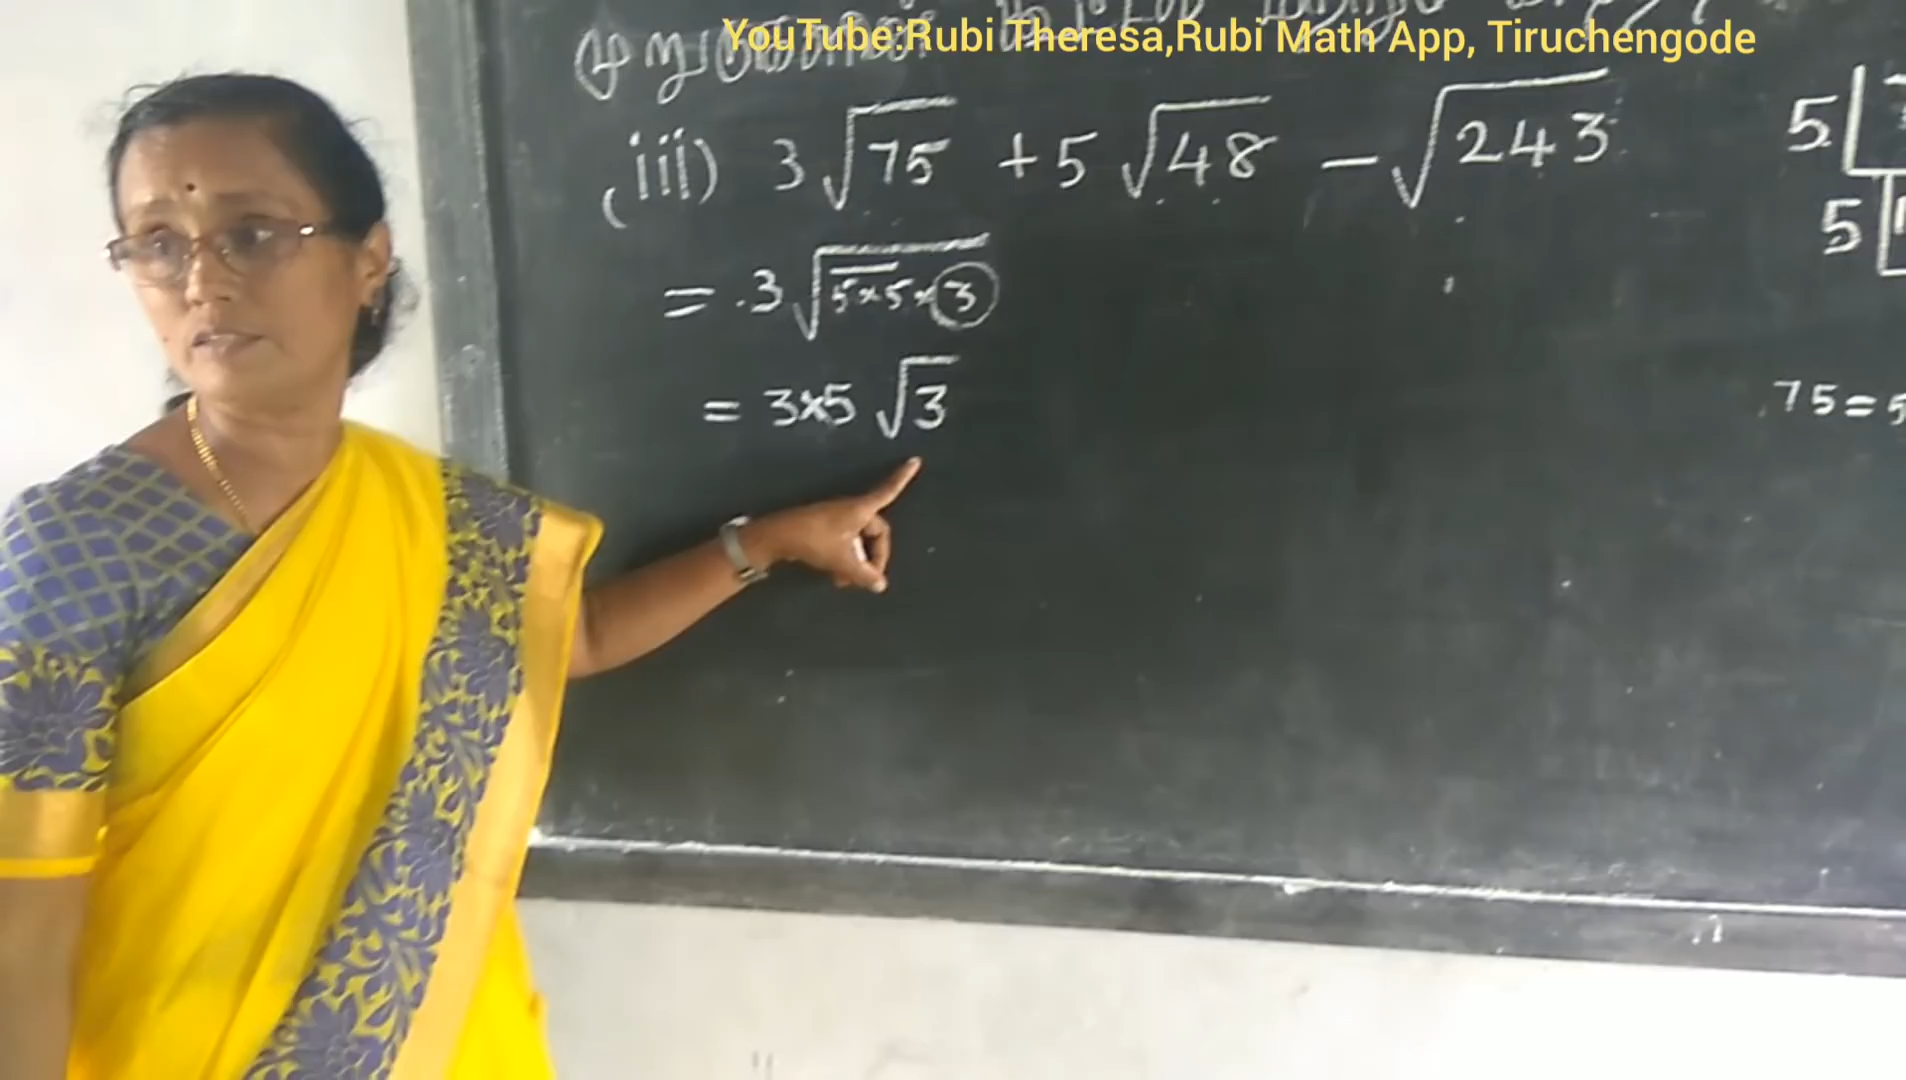 YouTube:Rubi Theresa,Rubi Math App, Tiruchengode
(iii) 3√75 + 5√48 − √243
= 3√5×5×3
= 3×5 √3
5
5
75=5